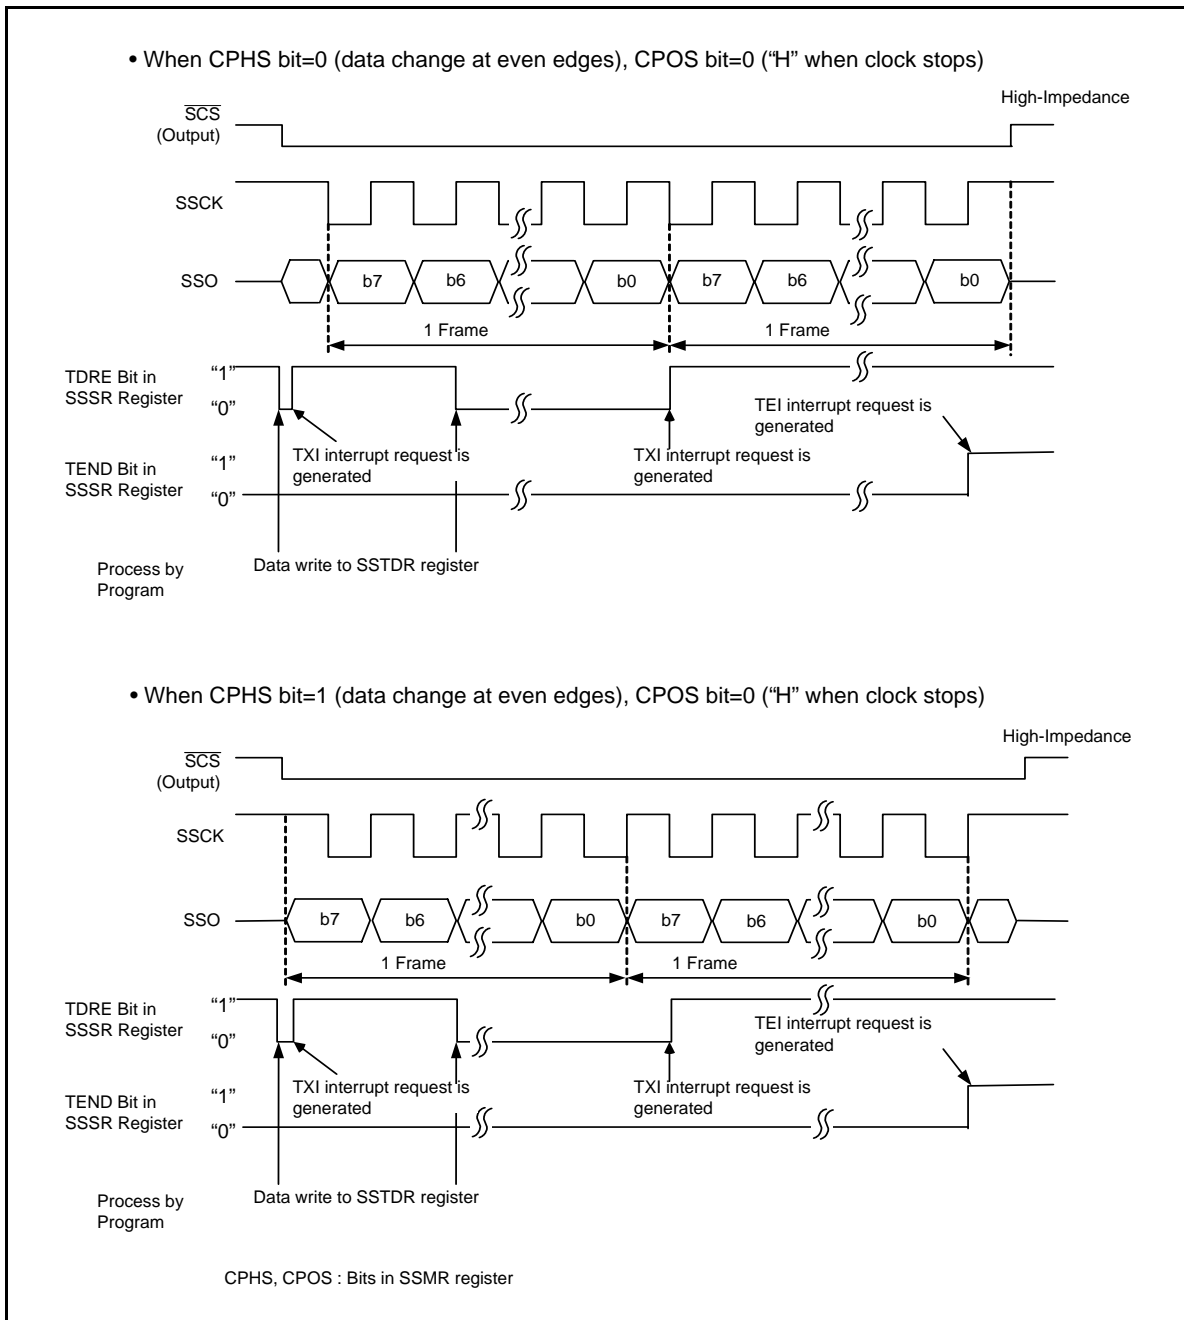 • When CPHS bit=0 (data change at even edges), CPOS bit=0 (“H” when clock stops)
High-Impedance
SCS
(Output)
SSCK
SSO
b7
b6
b0
b7
b6
b0
1 Frame
1 Frame
TDRE Bit in
SSSR Register
“1”
“0”
TEI interrupt request is
generated
TXI interrupt request is
generated
TXI interrupt request is
generated
TEND Bit in
SSSR Register
“1”
“0”
Data write to SSTDR register
Process by
Program
• When CPHS bit=1 (data change at even edges), CPOS bit=0 (“H” when clock stops)
High-Impedance
SCS
(Output)
SSCK
SSO
b7
b6
b0
b7
b6
b0
1 Frame
1 Frame
TDRE Bit in
SSSR Register
“1”
“0”
TEI interrupt request is
generated
TXI interrupt request is
generated
TXI interrupt request is
generated
TEND Bit in
SSSR Register
“1”
“0”
Data write to SSTDR register
Process by
Program
CPHS, CPOS : Bits in SSMR register